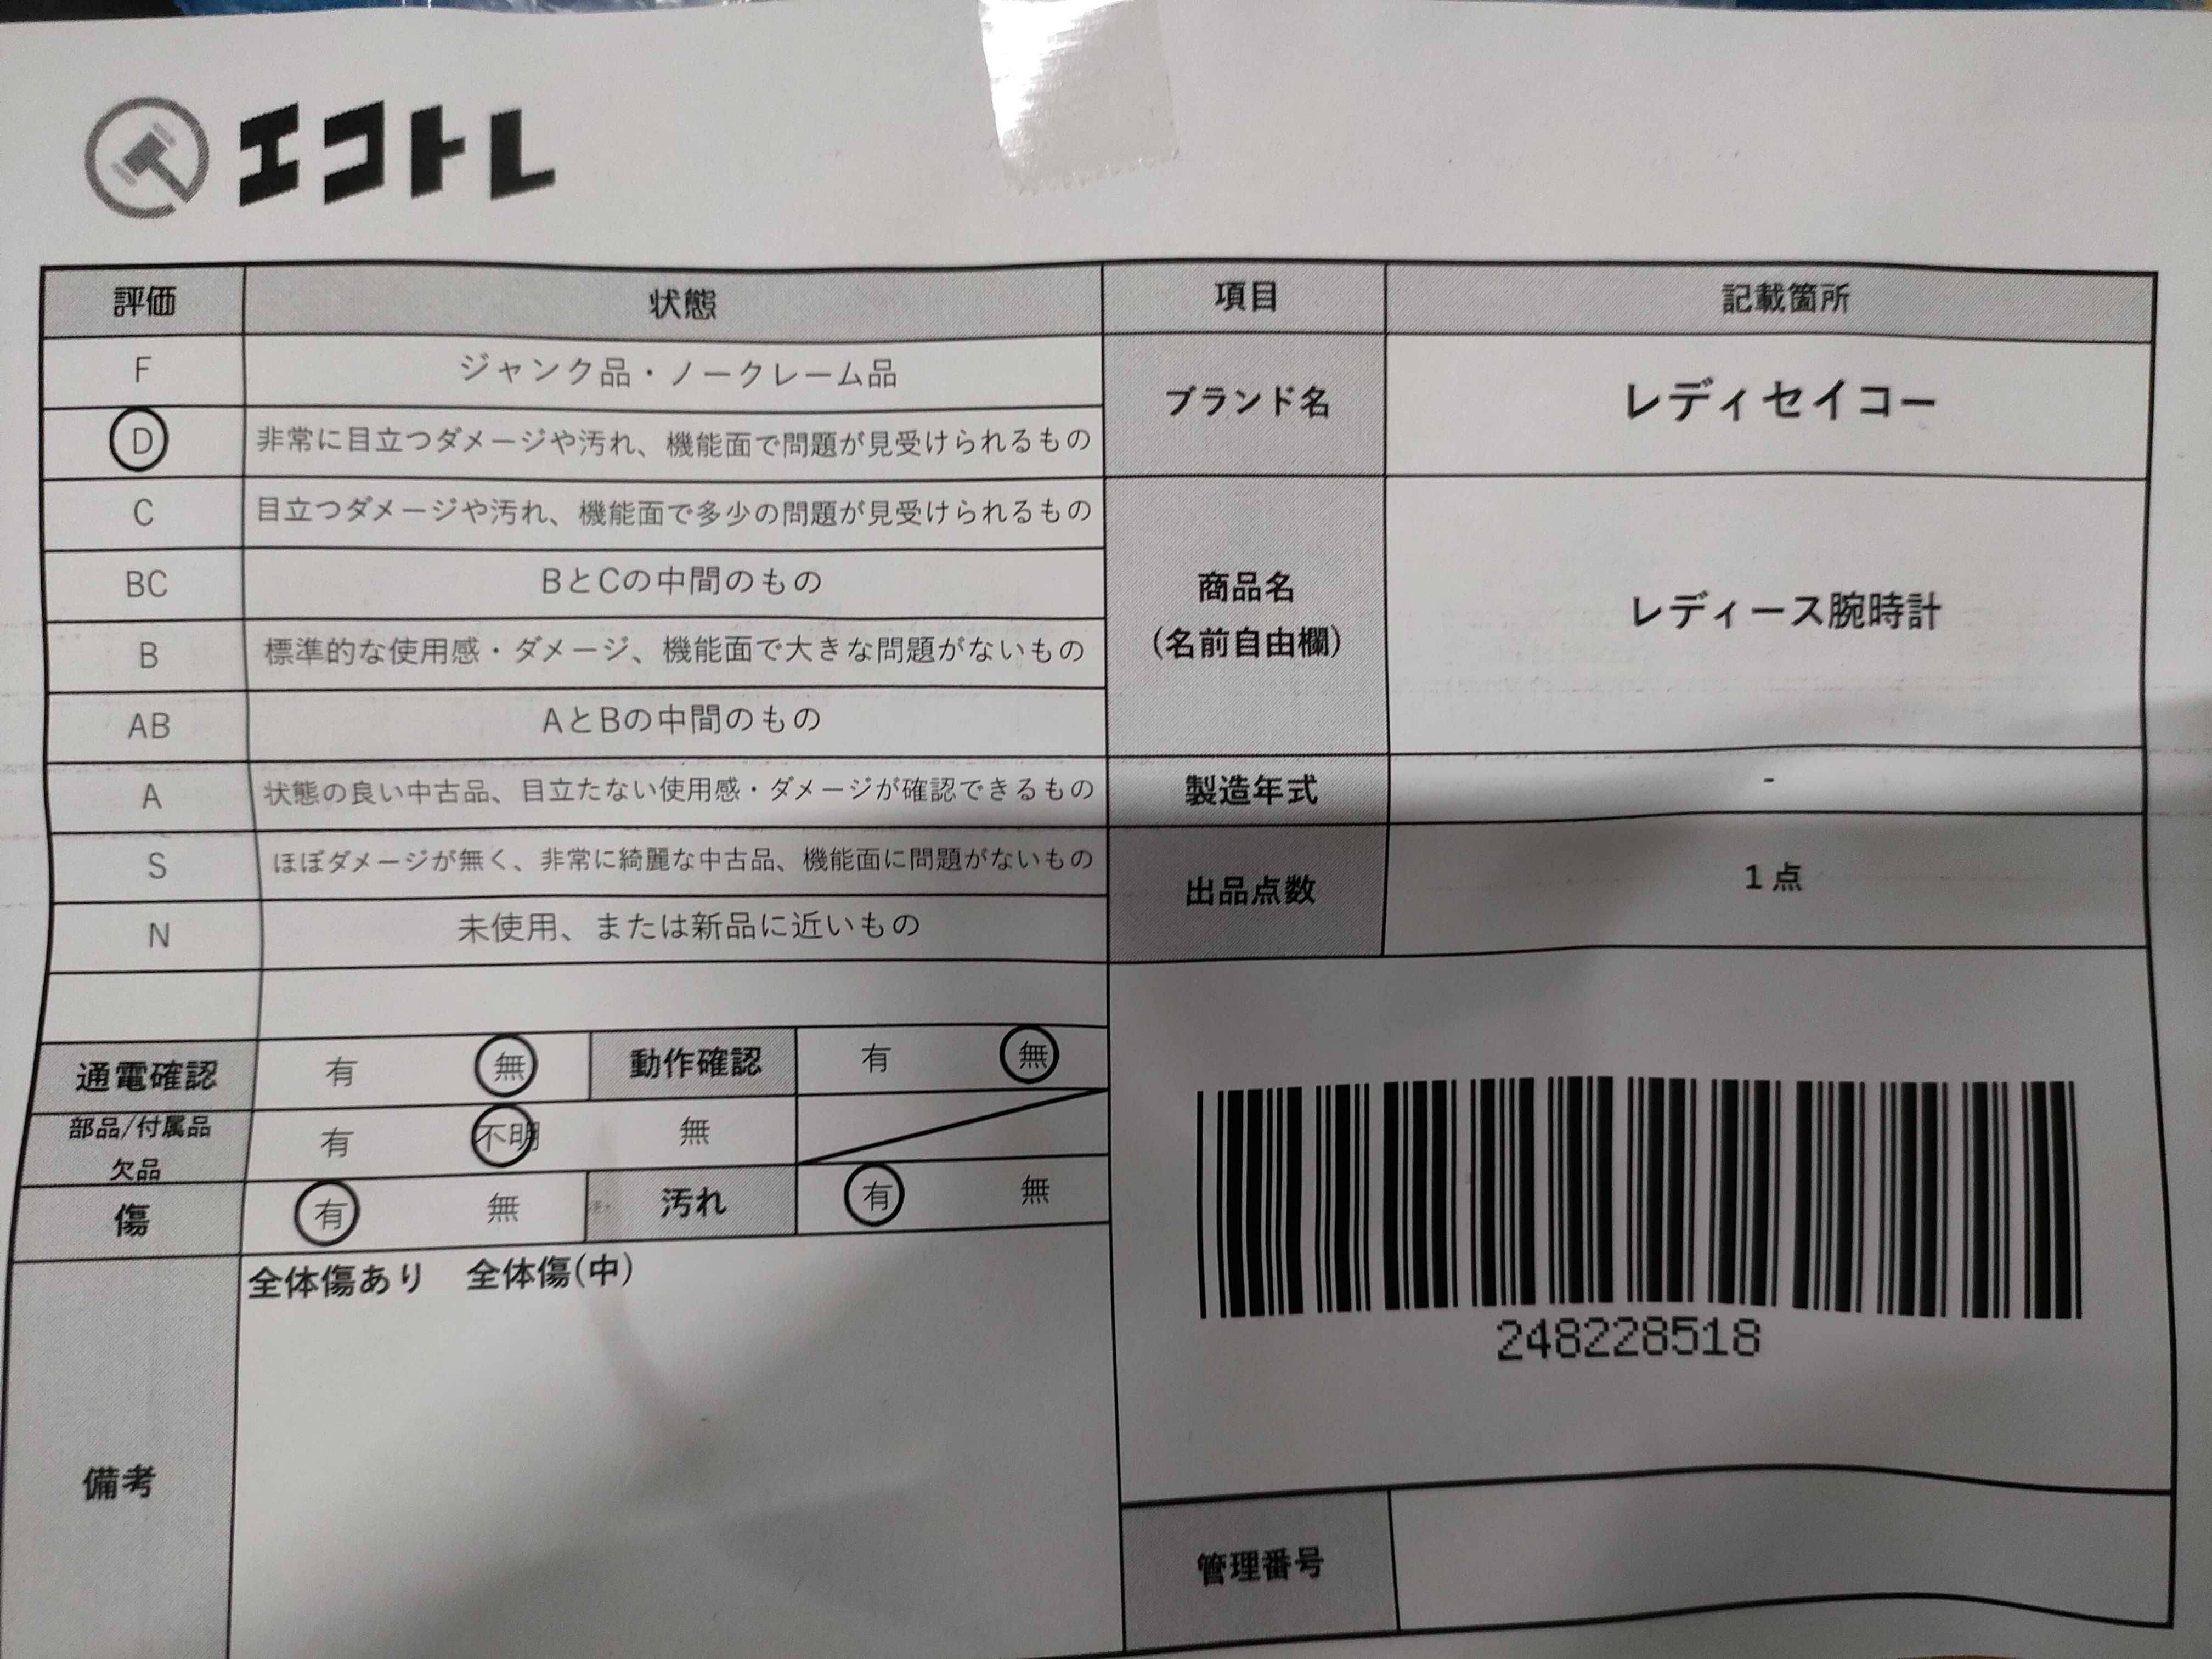 エコトレ
評価 状態 項目 記載箇所
F ジャンク品・ノークレーム品
D 非常に目立つダメージや汚れ、機能面で問題が見受けられるもの
ブランド名 レディセイコー
C 目立つダメージや汚れ、機能面で多少の問題が見受けられるもの
BC BとCの中間のもの
B 標準的な使用感・ダメージ、機能面で大きな問題がないもの
商品名
(名前自由欄)
レディース腕時計
AB AとBの中間のもの
A 状態の良い中古品、目立たない使用感・ダメージが確認できるもの
製造年式 -
S ほぼダメージが無く、非常に綺麗な中古品、機能面に問題がないもの
出品点数 1点
N 未使用、または新品に近いもの
通電確認 有 無 動作確認 有 無
部品/付属品
欠品
有 不明 無
傷 有 無 汚れ 有 無
備考
全体傷あり 全体傷(中)
248228518
管理番号